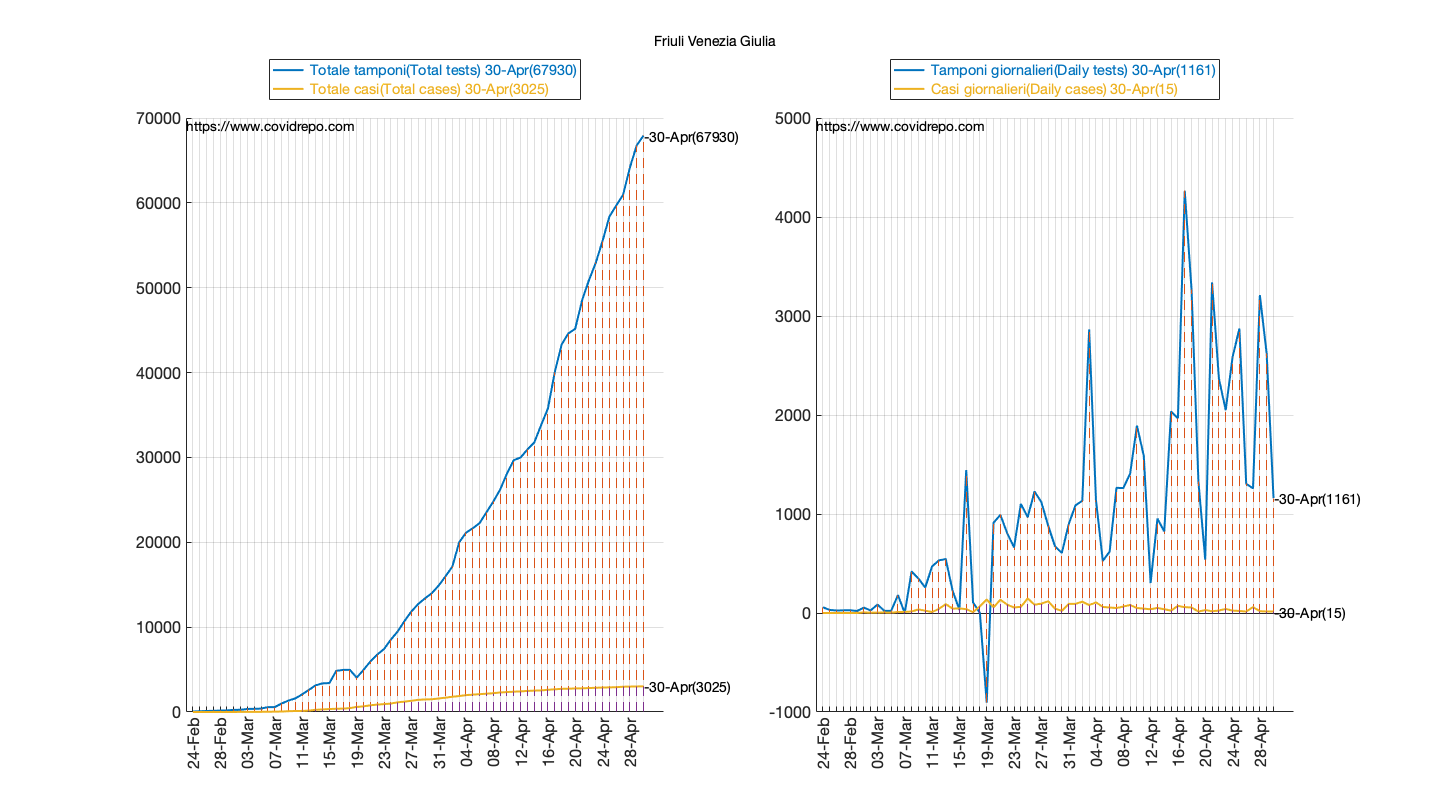 Friuli Venezia Giulia
Totale tamponi(Total tests) 30-Apr(67930)
Totale casi(Total cases) 30-Apr(3025)
70000
60000
50000
40000
30000
20000
10000
0
https://www.covidrepo.com
30-Apr(67930)
30-Apr(3025)
24-Feb
28-Feb
03-Mar
07-Mar
11-Mar
15-Mar
19-Mar
23-Mar
27-Mar
31-Mar
04-Apr
08-Apr
12-Apr
16-Apr
20-Apr
24-Apr
28-Apr
Tamponi giornalieri(Daily tests) 30-Apr(1161)
Casi giornalieri(Daily cases) 30-Apr(15)
5000
4000
3000
2000
1000
0
-1000
https://www.covidrepo.com
30-Apr(1161)
30-Apr(15)
24-Feb
28-Feb
03-Mar
07-Mar
11-Mar
15-Mar
19-Mar
23-Mar
27-Mar
31-Mar
04-Apr
08-Apr
12-Apr
16-Apr
20-Apr
24-Apr
28-Apr